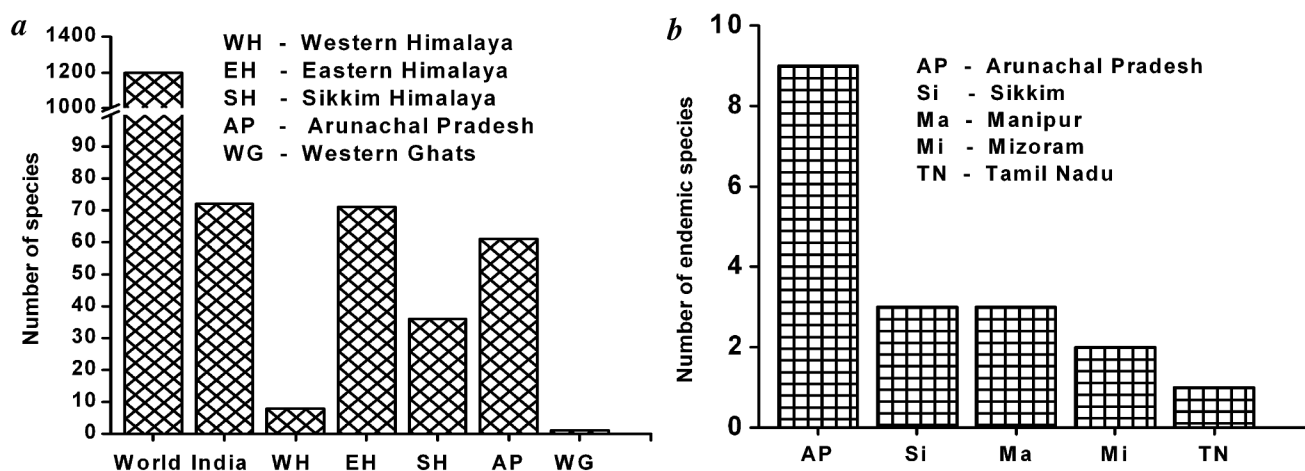 a
1400
1200
1000
90
80
70
60
50
40
30
20
10
0
Number of species
WH - Western Himalaya
EH - Eastern Himalaya
SH - Sikkim Himalaya
AP - Arunachal Pradesh
WG - Western Ghats
World India WH EH SH AP WG
b
10
8
6
4
2
0
Number of endemic species
AP - Arunachal Pradesh
Si - Sikkim
Ma - Manipur
Mi - Mizoram
TN - Tamil Nadu
AP Si Ma Mi TN